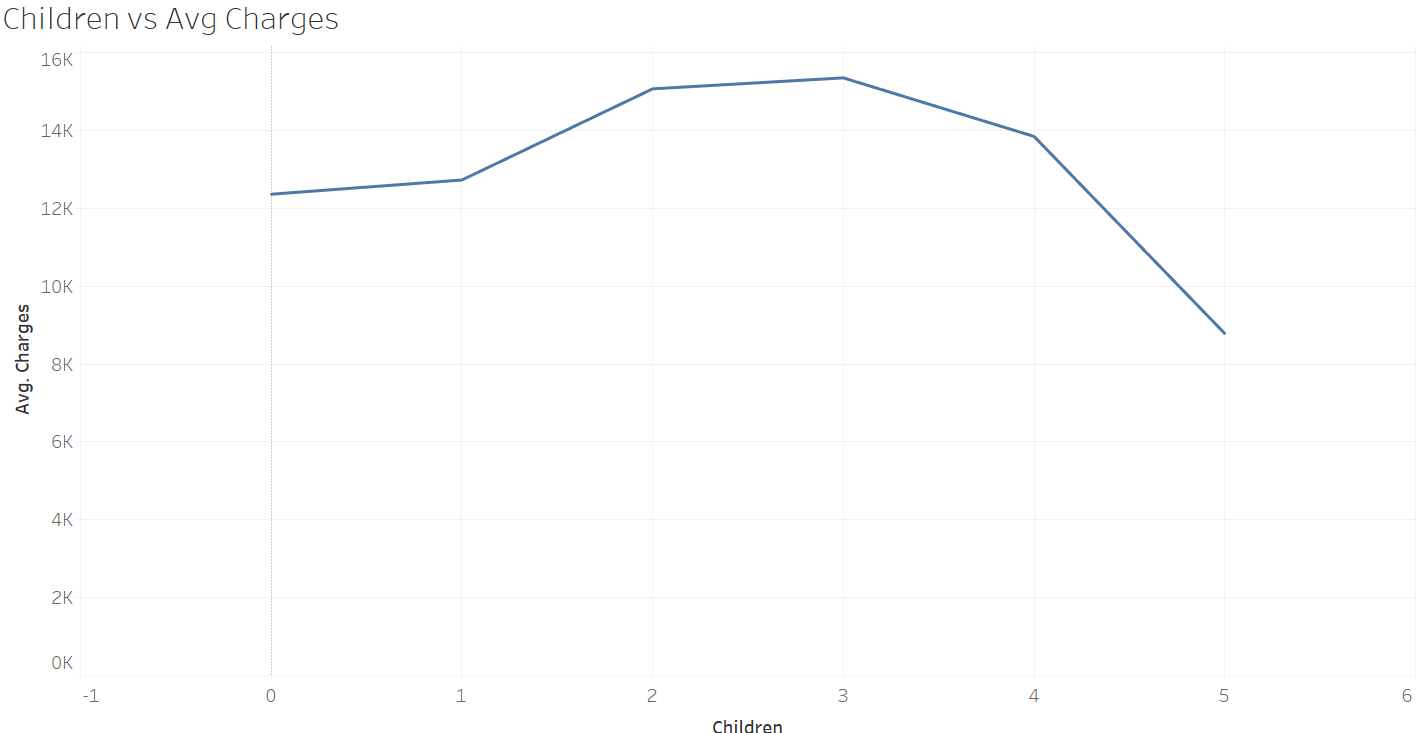 Children vs Avg Charges
16K
14K
12K
10K
8K
6K
4K
2K
0K
Avg. Charges
-1 0 1 2 3 4 5 6
Children